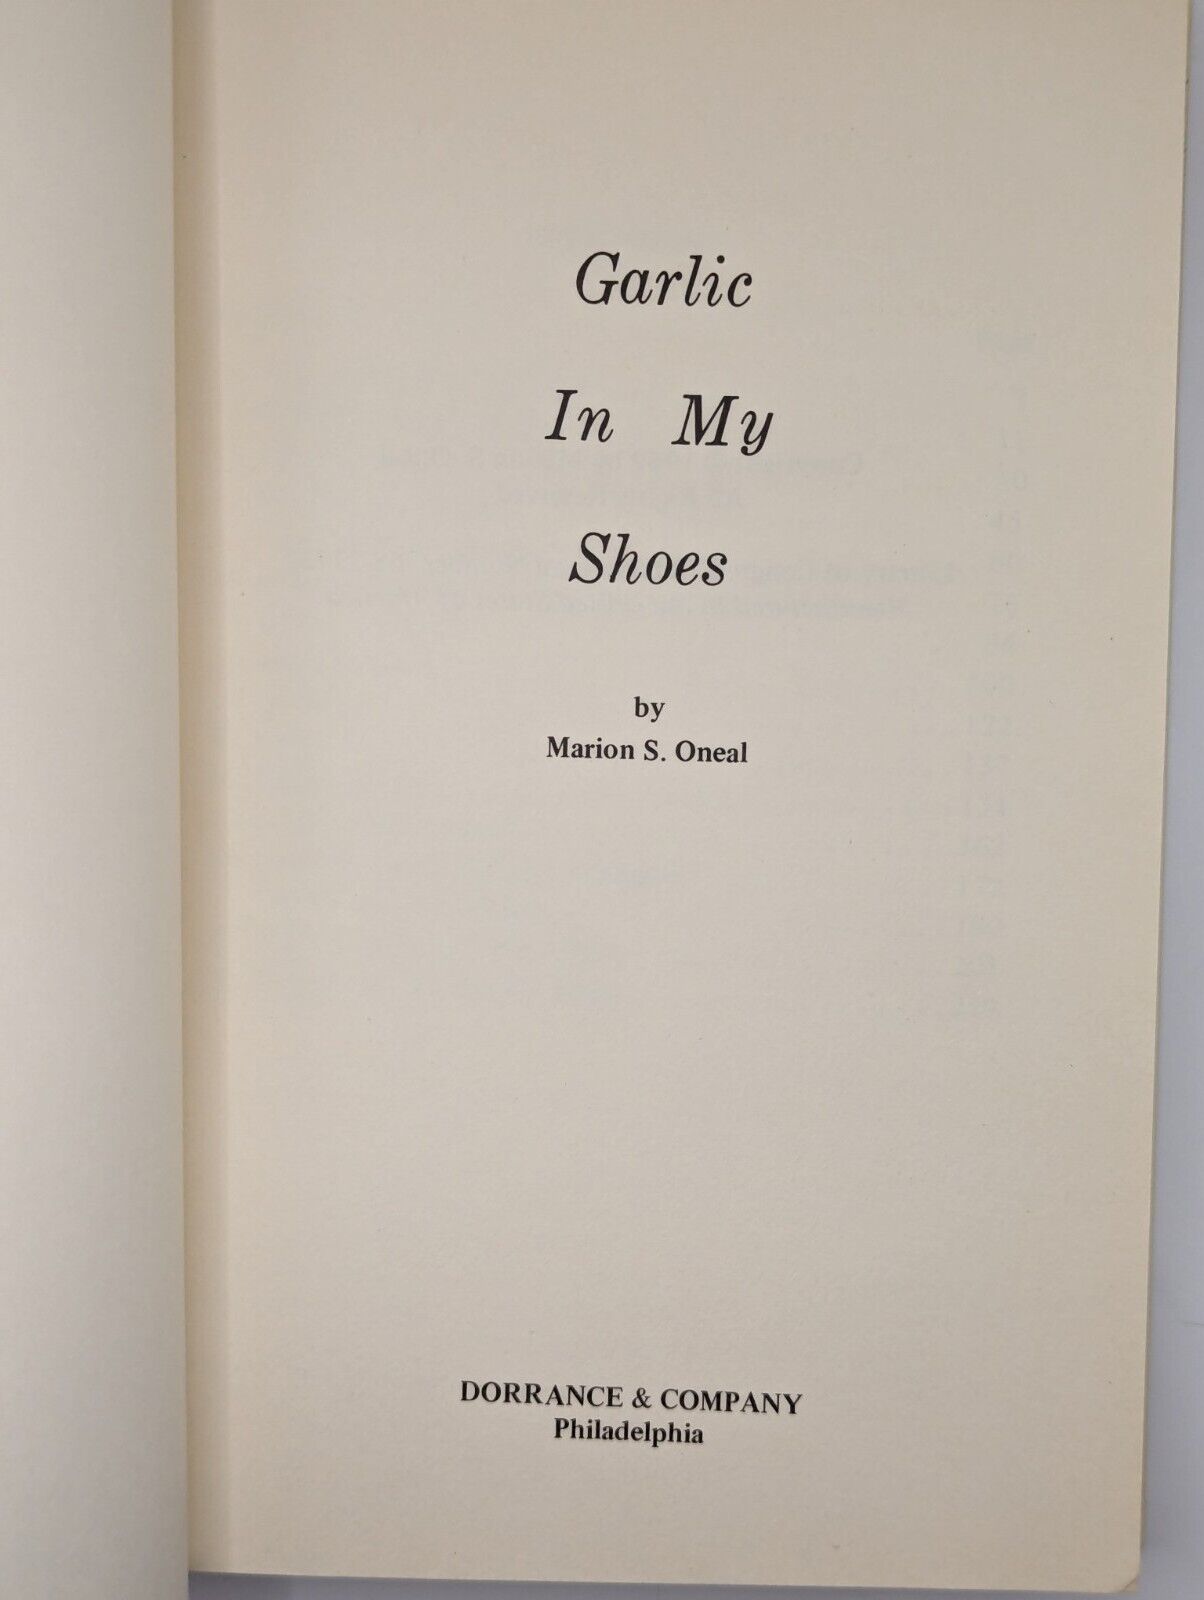 Garlic
In My
Shoes
by
Marion S. Oneal
DORRANCE & COMPANY
Philadelphia